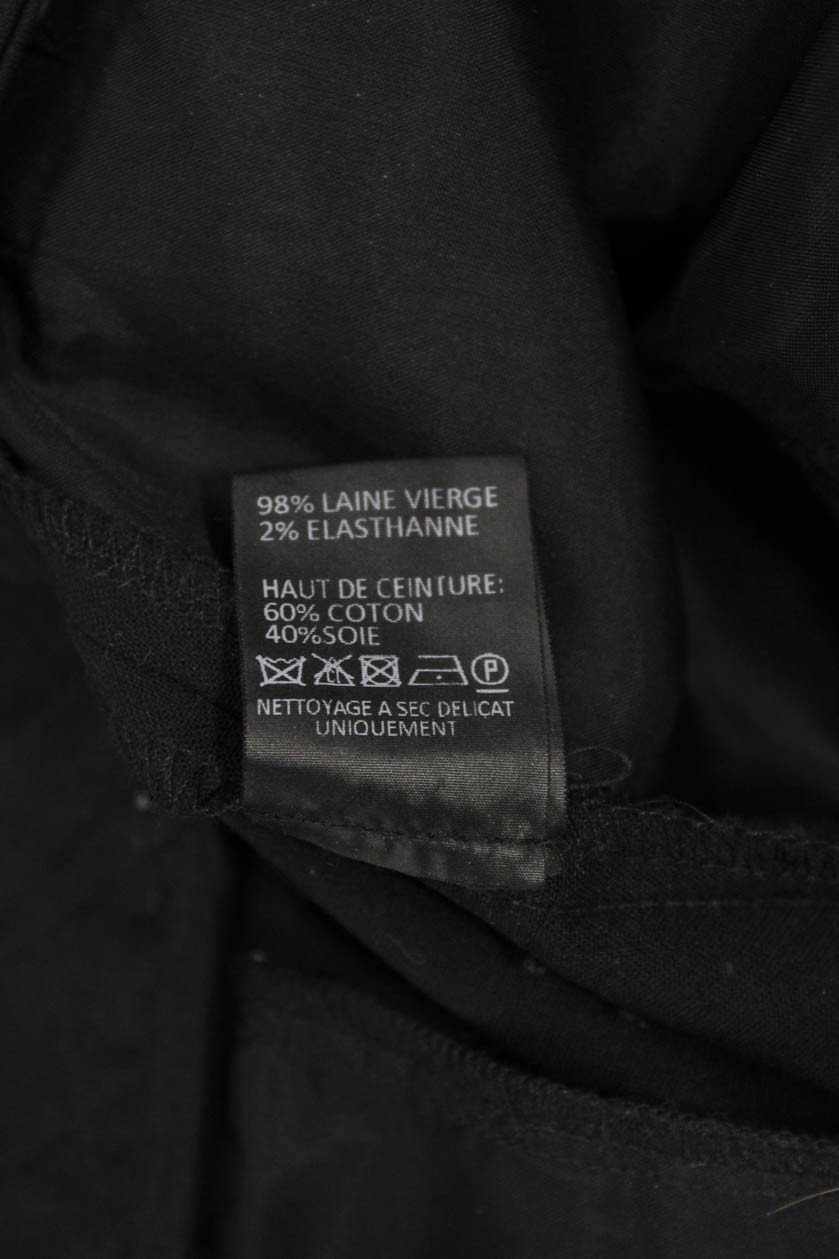 98% LAINE VIERGE
2% ELASTHANNE
HAUT DE CEINTURE:
60% COTON
40%SOIE
P
NETTOYAGE A SEC DELICAT
UNIQUEMENT